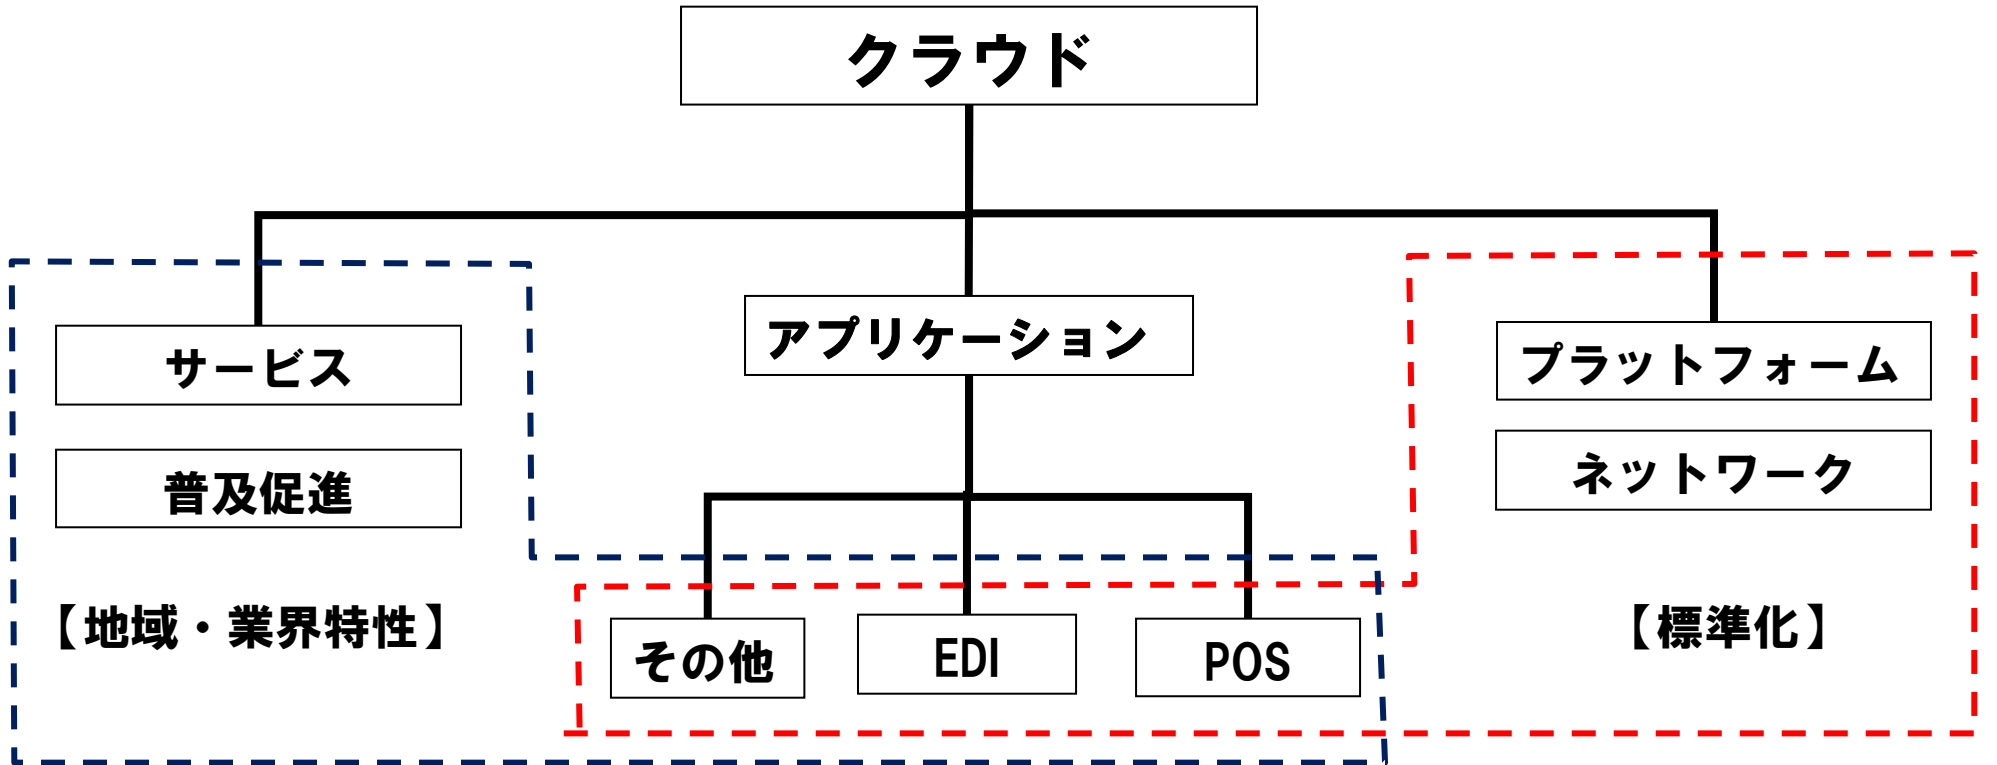 クラウド
アプリケーション
サービス
プラットフォーム
普及促進
ネットワーク
【地域・業界特性】
【標準化】
その他
EDI
POS